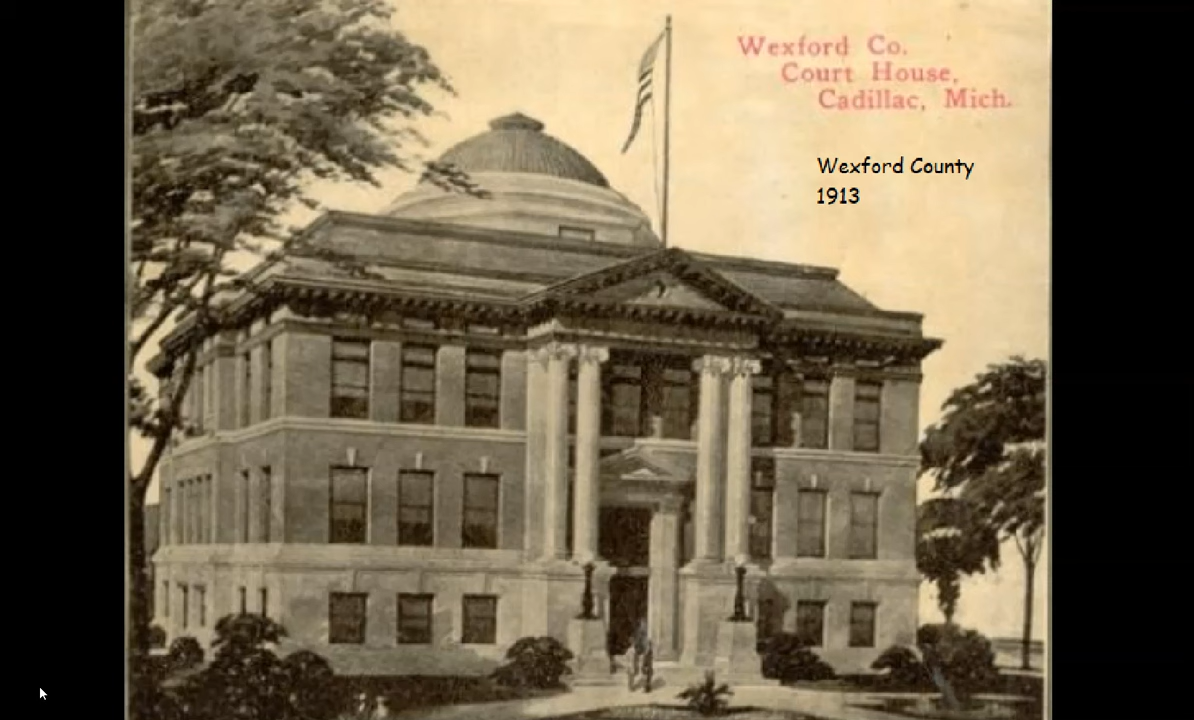 Wexford Co.
Court House,
Cadillac, Mich.
Wexford County
1913